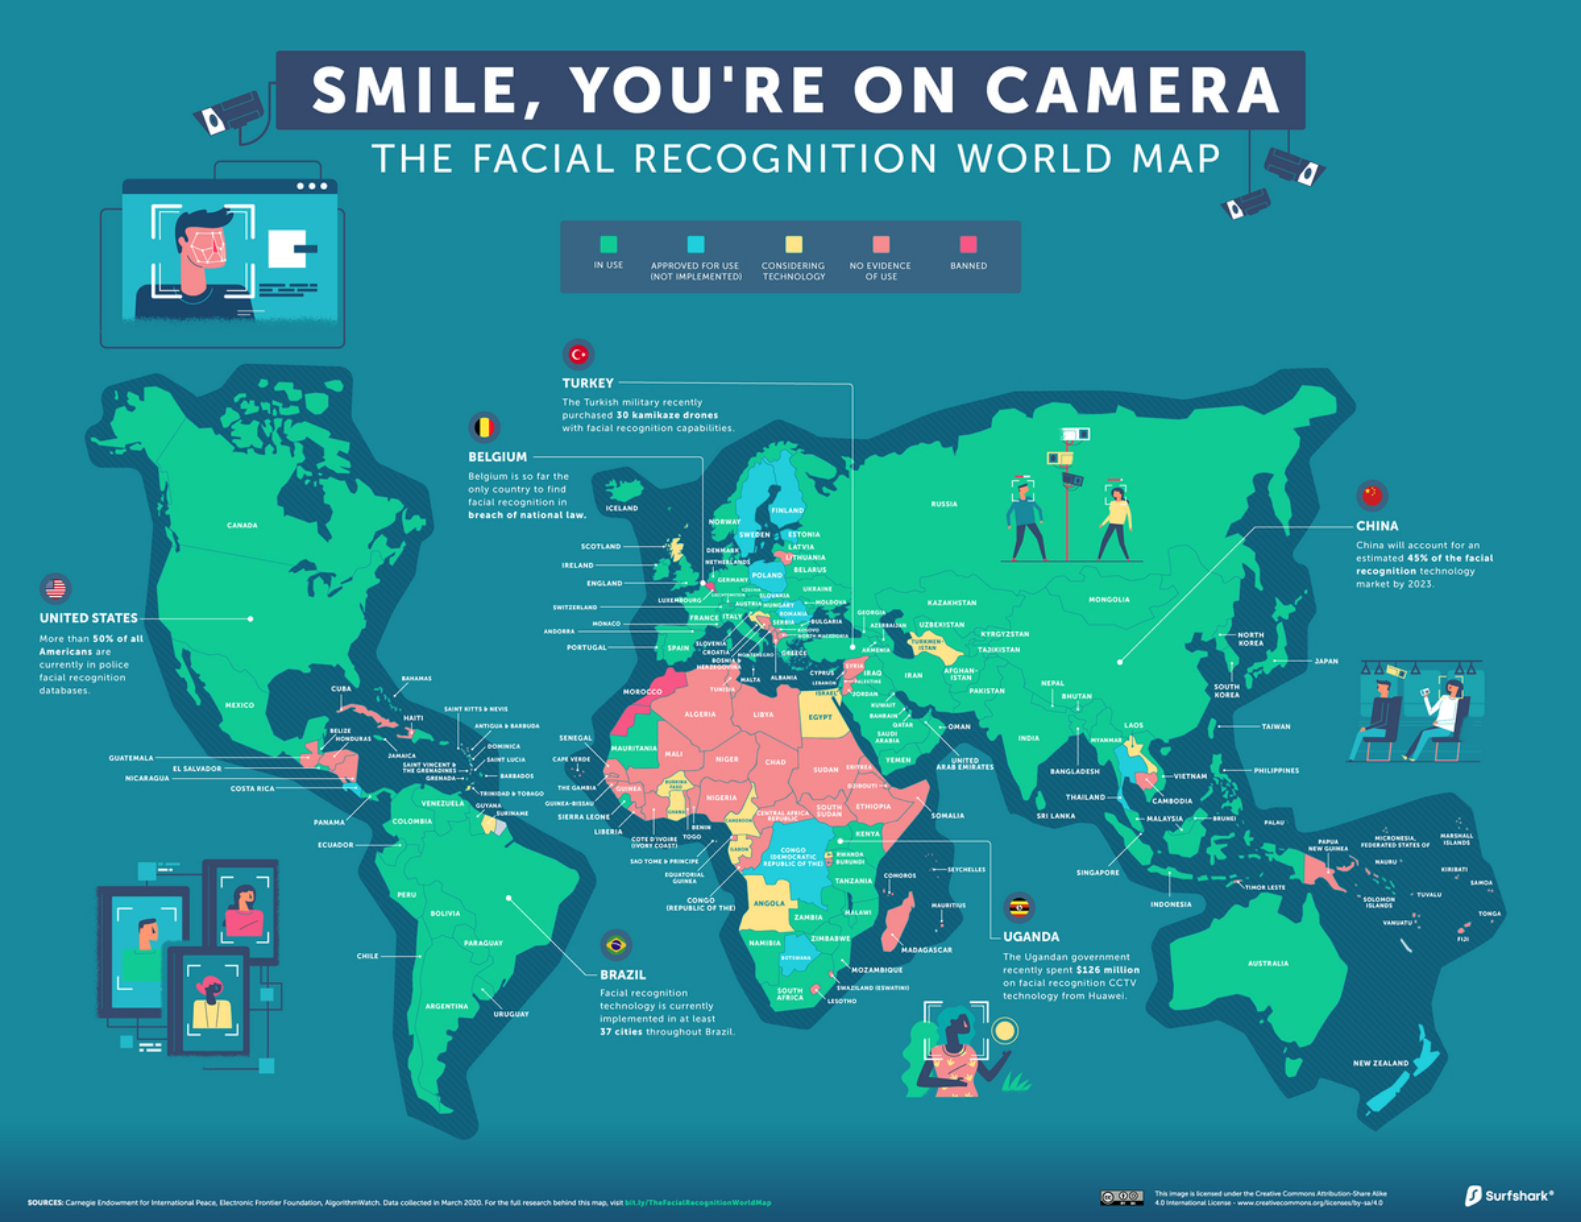 SMILE, YOU'RE ON CAMERA
THE FACIAL RECOGNITION WORLD MAP
IN USE
APPROVED FOR USE
(NOT IMPLEMENTED)
CONSIDERING
TECHNOLOGY
NO EVIDENCE
OF USE
BANNED
TURKEY
The Turkish military recently
purchased 30 kamikaze drones
with facial recognition capabilities.
BELGIUM
Belgium is so far the
only country to find
facial recognition in
breach of national law.
UNITED STATES
More than 50% of all
Americans are
currently in police
facial recognition
databases.
CHINA
China will account for an
estimated 45% of the facial
recognition technology
market by 2023.
BRAZIL
Facial recognition
technology is currently
implemented in at least
37 cities throughout Brazil.
UGANDA
The Ugandan government
recently spent $126 million
on facial recognition CCTV
technology from Huawei.
CANADA
MEXICO
CUBA
BAHAMAS
HAITI
BELIZE
HONDURAS
JAMAICA
GUATEMALA
EL SALVADOR
NICARAGUA
COSTA RICA
PANAMA
SAINT KITTS & NEVIS
ANTIGUA & BARBUDA
DOMINICA
SAINT LUCIA
SAINT VINCENT &
THE GRENADINES
GRENADA
BARBADOS
TRINIDAD & TOBAGO
VENEZUELA
GUYANA
SURINAME
COLOMBIA
ECUADOR
PERU
BOLIVIA
PARAGUAY
CHILE
ARGENTINA
URUGUAY
ICELAND
NORWAY
SWEDEN
FINLAND
ESTONIA
LATVIA
LITHUANIA
BELARUS
SCOTLAND
IRELAND
ENGLAND
DENMARK
NETHERLANDS
GERMANY
POLAND
LUXEMBOURG
CZECHIA
LIECHTENSTEIN
SLOVAKIA
UKRAINE
SWITZERLAND
AUSTRIA
HUNGARY
MOLDOVA
ROMANIA
MONACO
FRANCE
ITALY
SERBIA
BULGARIA
KOSOVO
NORTH MACEDONIA
ANDORRA
PORTUGAL
SPAIN
SLOVENIA
CROATIA
BOSNIA &
HERZEGOVINA
MONTENEGRO
GREECE
MALTA
ALBANIA
CYPRUS
RUSSIA
GEORGIA
AZERBAIJAN
ARMENIA
KAZAKHSTAN
UZBEKISTAN
TURKMEN-
ISTAN
KYRGYZSTAN
TAJIKISTAN
MONGOLIA
AFGHAN-
ISTAN
PAKISTAN
SYRIA
LEBANON
PALESTINE
ISRAEL
JORDAN
IRAQ
IRAN
KUWAIT
BAHRAIN
QATAR
SAUDI
ARABIA
OMAN
UNITED
ARAB EMIRATES
YEMEN
NEPAL
BHUTAN
INDIA
BANGLADESH
SRI LANKA
MYANMAR
LAOS
THAILAND
VIETNAM
CAMBODIA
NORTH
KOREA
SOUTH
KOREA
JAPAN
TAIWAN
PHILIPPINES
MALAYSIA
BRUNEI
PALAU
SINGAPORE
INDONESIA
TIMOR LESTE
PAPUA
NEW GUINEA
MICRONESIA,
FEDERATED STATES OF
MARSHALL
ISLANDS
NAURU
KIRIBATI
SAMOA
SOLOMON
ISLANDS
TUVALU
VANUATU
TONGA
FIJI
AUSTRALIA
NEW ZEALAND
MOROCCO
ALGERIA
TUNISIA
LIBYA
EGYPT
MAURITANIA
MALI
NIGER
CHAD
SUDAN
ERITREA
DJIBOUTI
SENEGAL
CAPE VERDE
THE GAMBIA
GUINEA-BISSAU
GUINEA
SIERRA LEONE
LIBERIA
BURKINA
FASO
GHANA
COTE D'IVOIRE
(IVORY COAST)
TOGO
BENIN
NIGERIA
CAMEROON
CENTRAL AFRICA
REPUBLIC
SOUTH
SUDAN
ETHIOPIA
SOMALIA
SAO TOME & PRINCIPE
EQUATORIAL
GUINEA
GABON
CONGO
(REPUBLIC OF THE)
CONGO
(DEMOCRATIC
REPUBLIC OF THE)
KENYA
RWANDA
BURUNDI
TANZANIA
SEYCHELLES
COMOROS
MAURITIUS
ANGOLA
ZAMBIA
MALAWI
NAMIBIA
ZIMBABWE
BOTSWANA
MOZAMBIQUE
MADAGASCAR
SWAZILAND (ESWATINI)
SOUTH
AFRICA
LESOTHO
SOURCES: Carnegie Endowment for International Peace, Electronic Frontier Foundation, AlgorithmWatch. Data collected in March 2020. For the full research behind this map, visit bit.ly/TheFacialRecognitionWorldMap
This image is licensed under the Creative Commons Attribution-Share Alike
4.0 International License - www.creativecommons.org/licenses/by-sa/4.0
Surfshark®